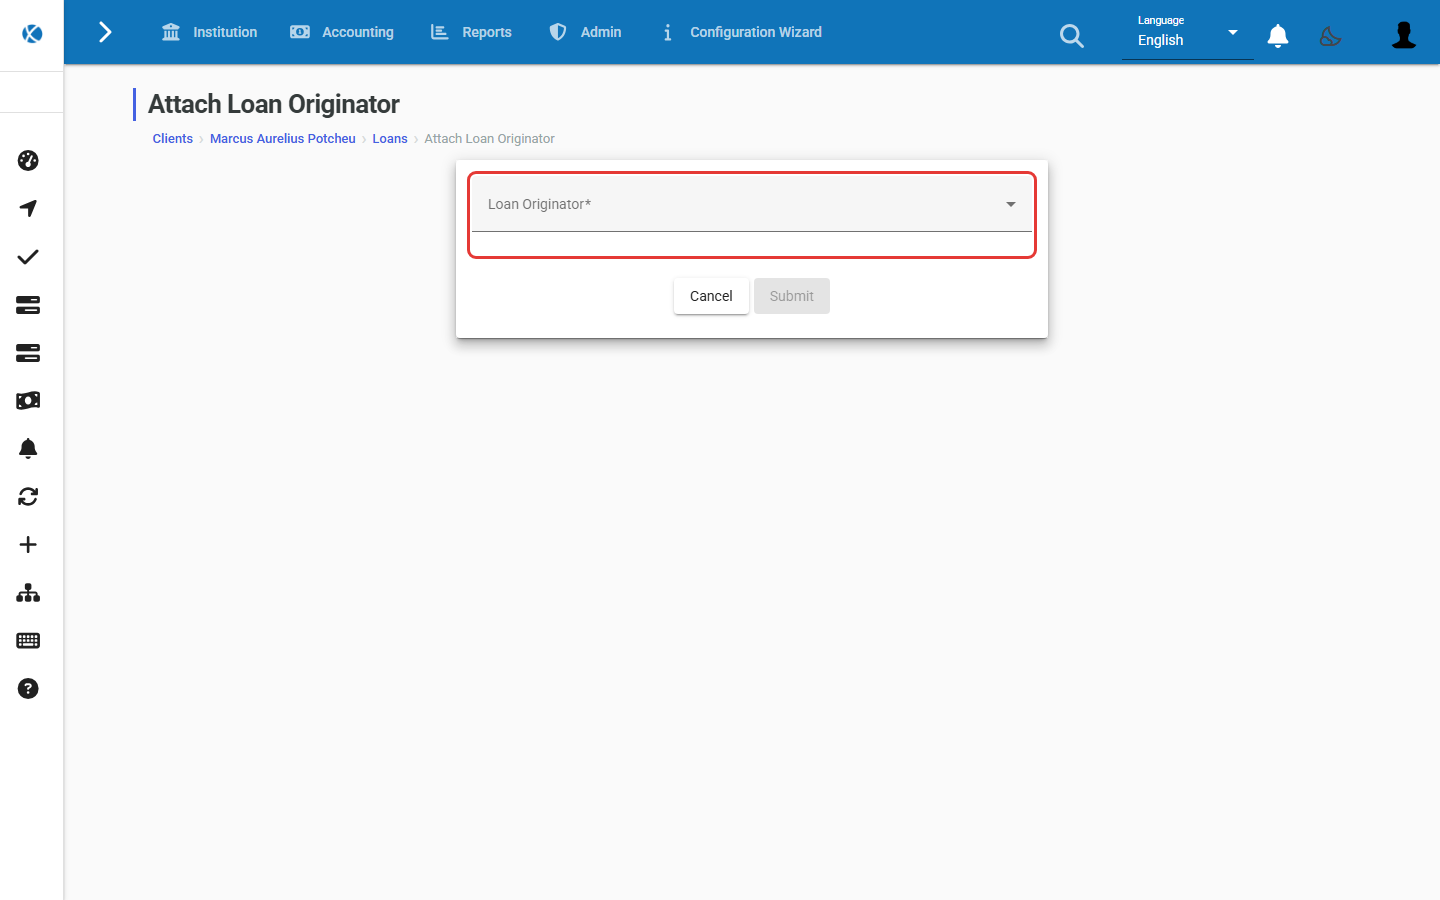 Institution
Accounting
Reports
Admin
Configuration Wizard
Language
English
Attach Loan Originator
Clients › Marcus Aurelius Potcheu › Loans › Attach Loan Originator
Loan Originator*
Cancel
Submit